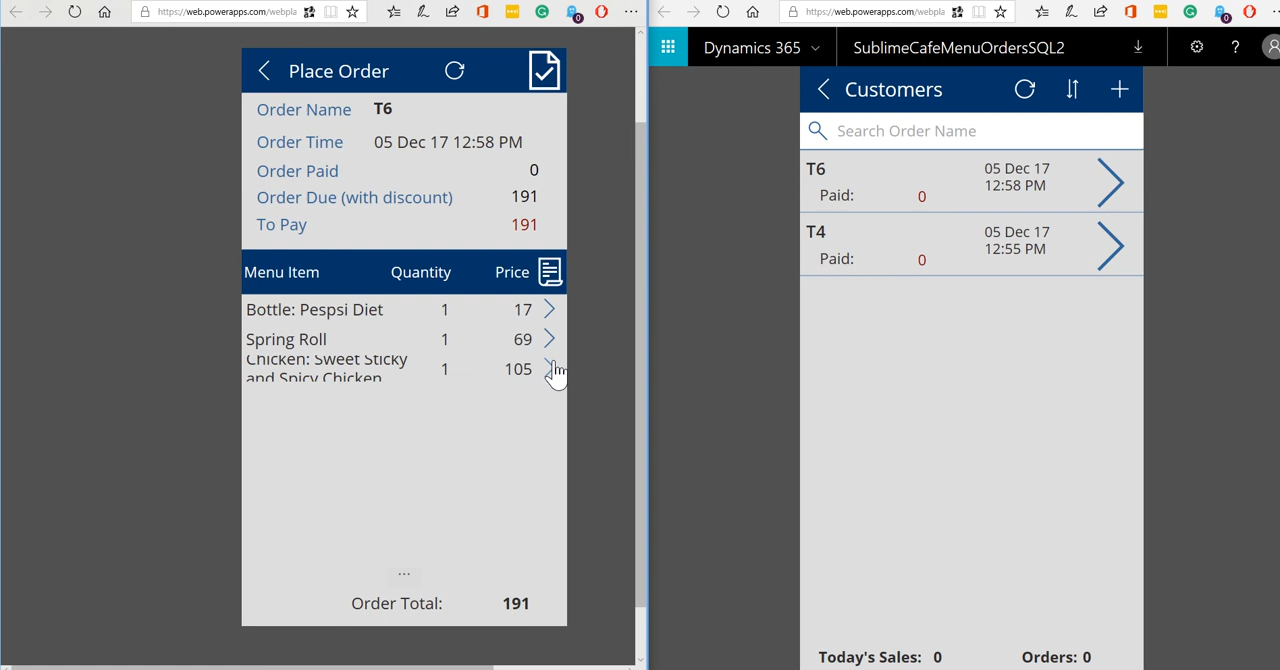 https://web.powerapps.com/webpla
Place Order
Order Name T6
Order Time 05 Dec 17 12:58 PM
Order Paid 0
Order Due (with discount) 191
To Pay 191
Menu Item Quantity Price
Bottle: Pespsi Diet 1 17
Spring Roll 1 69
Chicken: Sweet Sticky
and Spicy Chicken 1 105
...
Order Total: 191
https://web.powerapps.com/webpla
Dynamics 365 SublimeCafeMenuOrdersSQL2
Customers
Search Order Name
T6 05 Dec 17
12:58 PM
Paid: 0
T4 05 Dec 17
12:55 PM
Paid: 0
Today's Sales: 0 Orders: 0